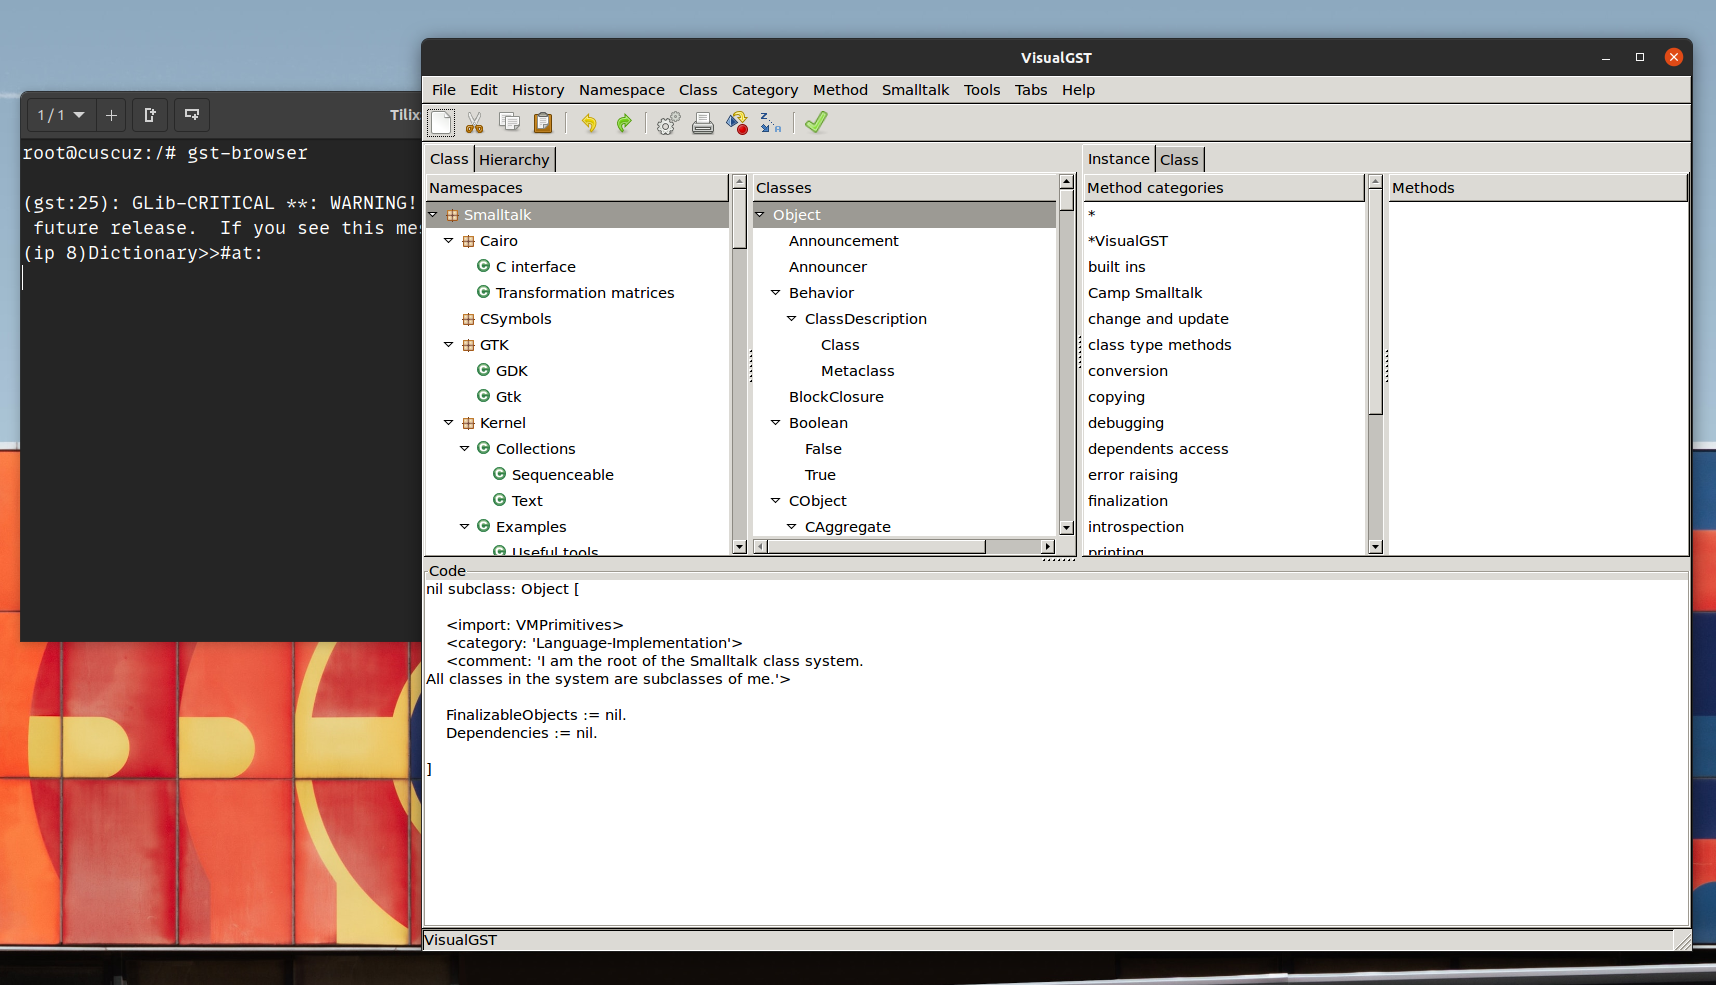 VisualGST
File Edit History Namespace Class Category Method Smalltalk Tools Tabs Help
1 / 1
Tilix
root@cuscuz:/# gst-browser
(gst:25): GLib-CRITICAL **: WARNING!
future release.  If you see this mes
(ip 8)Dictionary>>#at:
Class Hierarchy
Namespaces
Smalltalk
Cairo
C interface
Transformation matrices
CSymbols
GTK
GDK
Gtk
Kernel
Collections
Sequenceable
Text
Examples
Useful tools
Classes
Object
Announcement
Announcer
Behavior
ClassDescription
Class
Metaclass
BlockClosure
Boolean
False
True
CObject
CAggregate
Instance Class
Method categories
*
*VisualGST
built ins
Camp Smalltalk
change and update
class type methods
conversion
copying
debugging
dependents access
error raising
finalization
introspection
printing
Methods
Code
nil subclass: Object [
<import: VMPrimitives>
<category: 'Language-Implementation'>
<comment: 'I am the root of the Smalltalk class system.
All classes in the system are subclasses of me.'>
FinalizableObjects := nil.
Dependencies := nil.
]
VisualGST